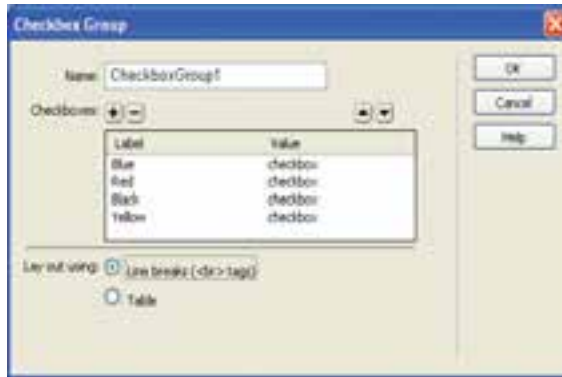 Checkbox Group
Name: CheckboxGroup1
OK
Checkboxes: + −
Cancel
Help
Label Value
Blue checkbox
Red checkbox
Black checkbox
Yellow checkbox
Lay out using: Line breaks (<br> tags)
Table